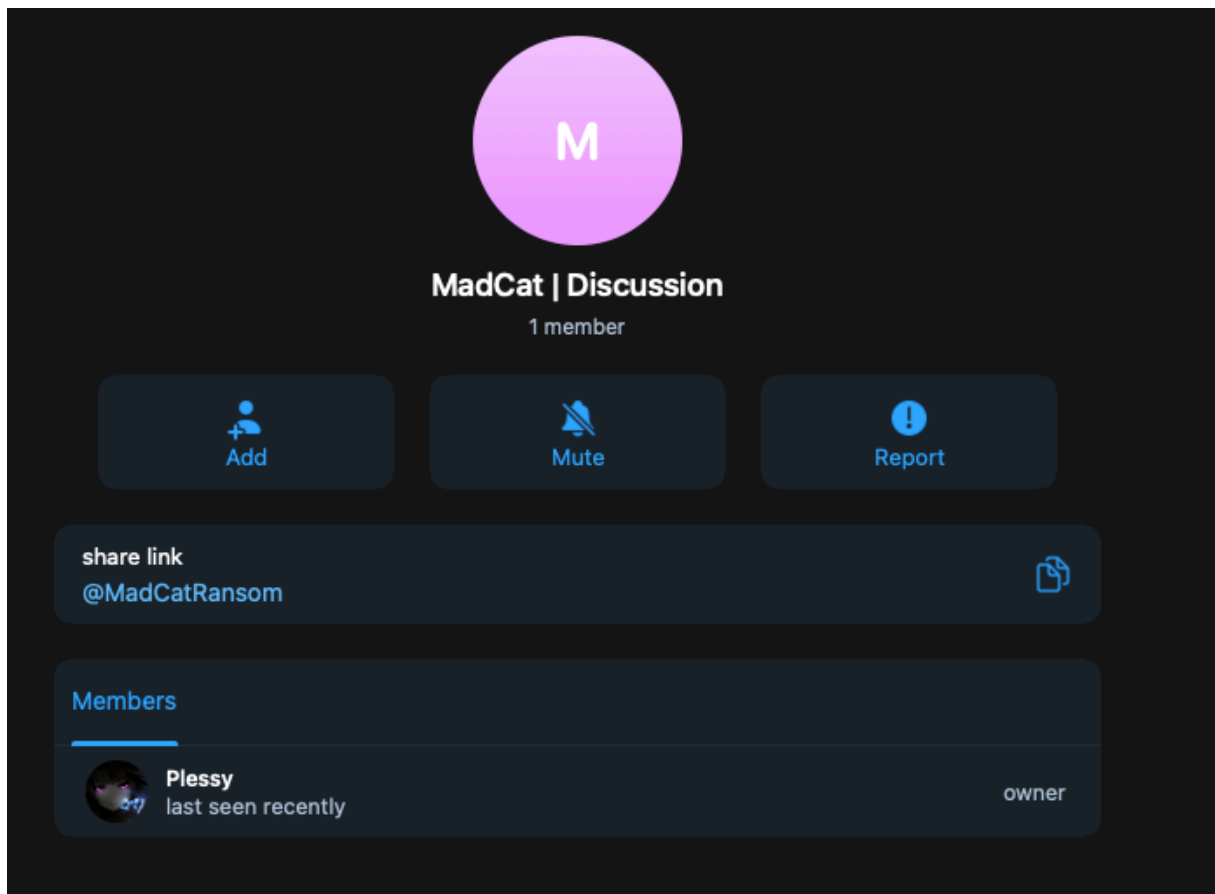 M
MadCat | Discussion
1 member
Add
Mute
Report
share link
@MadCatRansom
Members
Plessy
last seen recently
owner